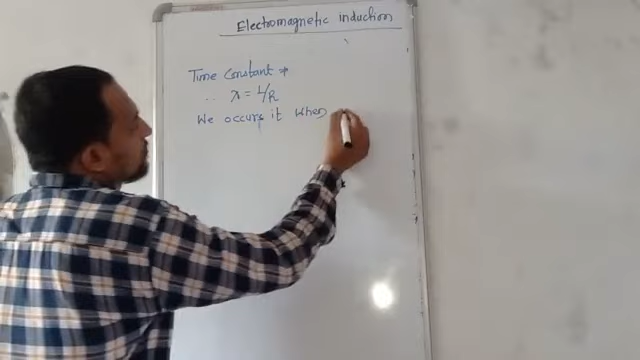 Electromagnetic induction
Time Constant *
∴ λ = L/R
We occurs it when